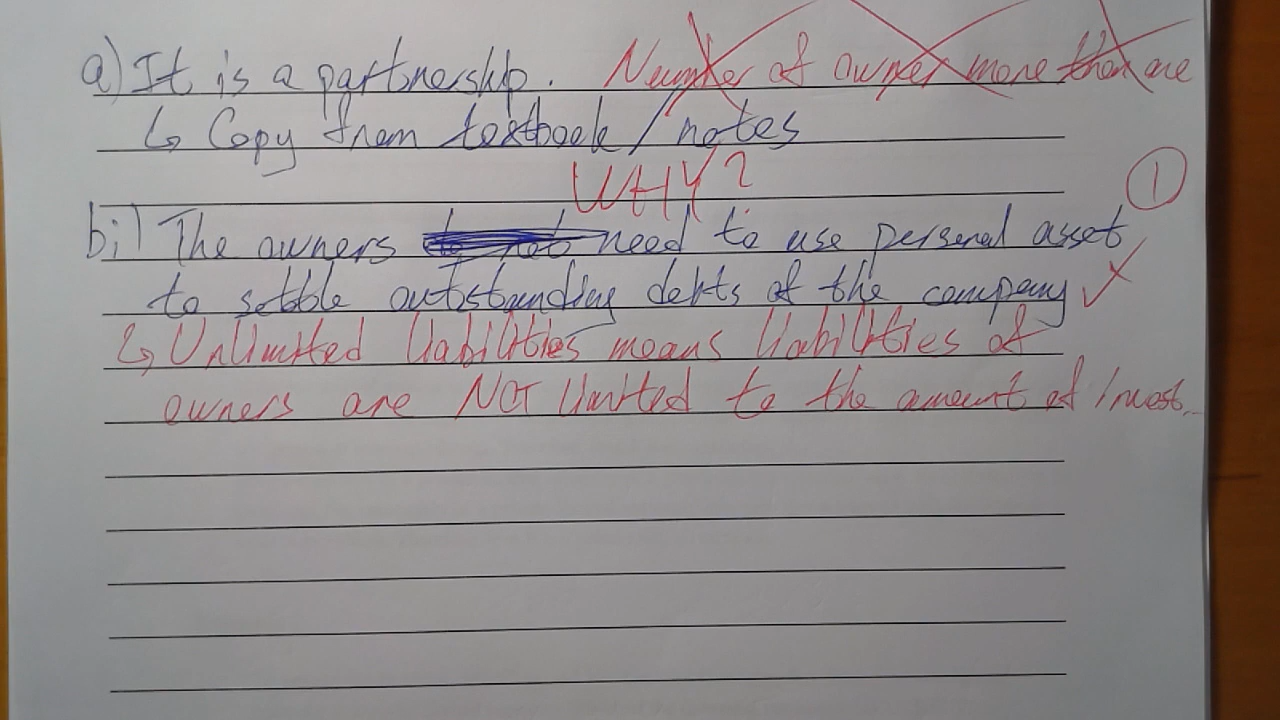 a) It is a partnership. Number of owner more than one
↳ Copy from textbook / notes
WHY?
1
bi) The owners need to use personal asset
to settle outstanding debts of the company ✓
↳ Unlimited liabilities means liabilities of
owners are NOT limited to the amount of invest.